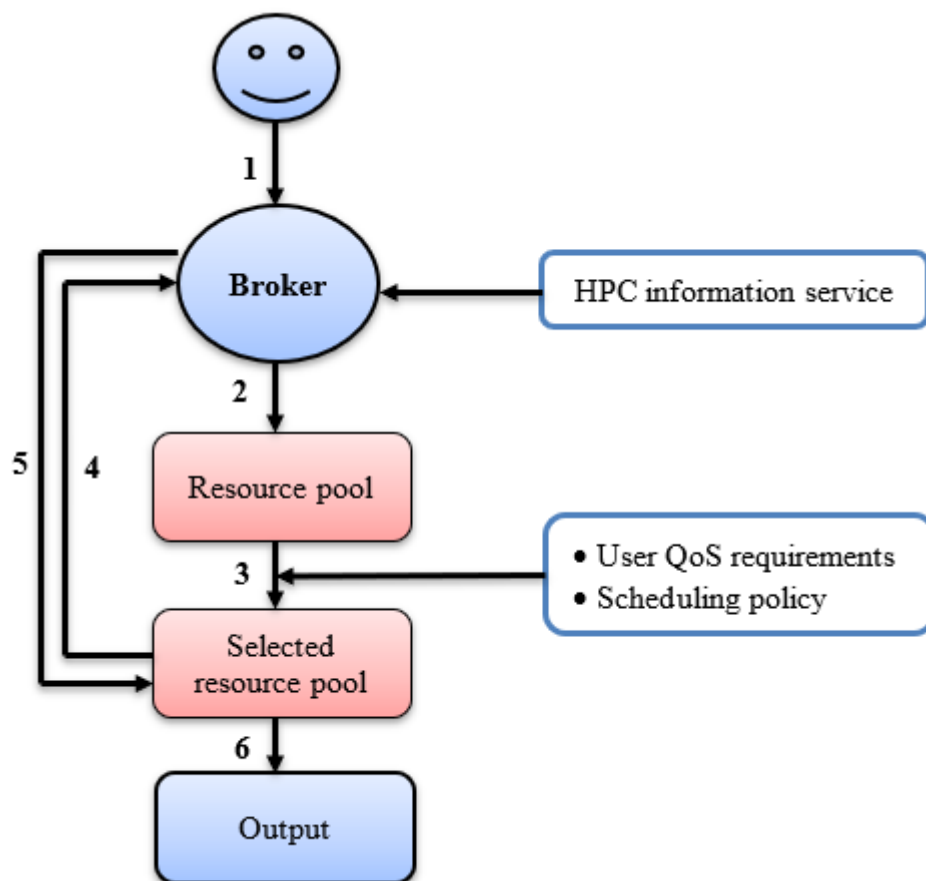 1
Broker
HPC information service
2
5
4
Resource pool
3
• User QoS requirements
• Scheduling policy
Selected
resource pool
6
Output